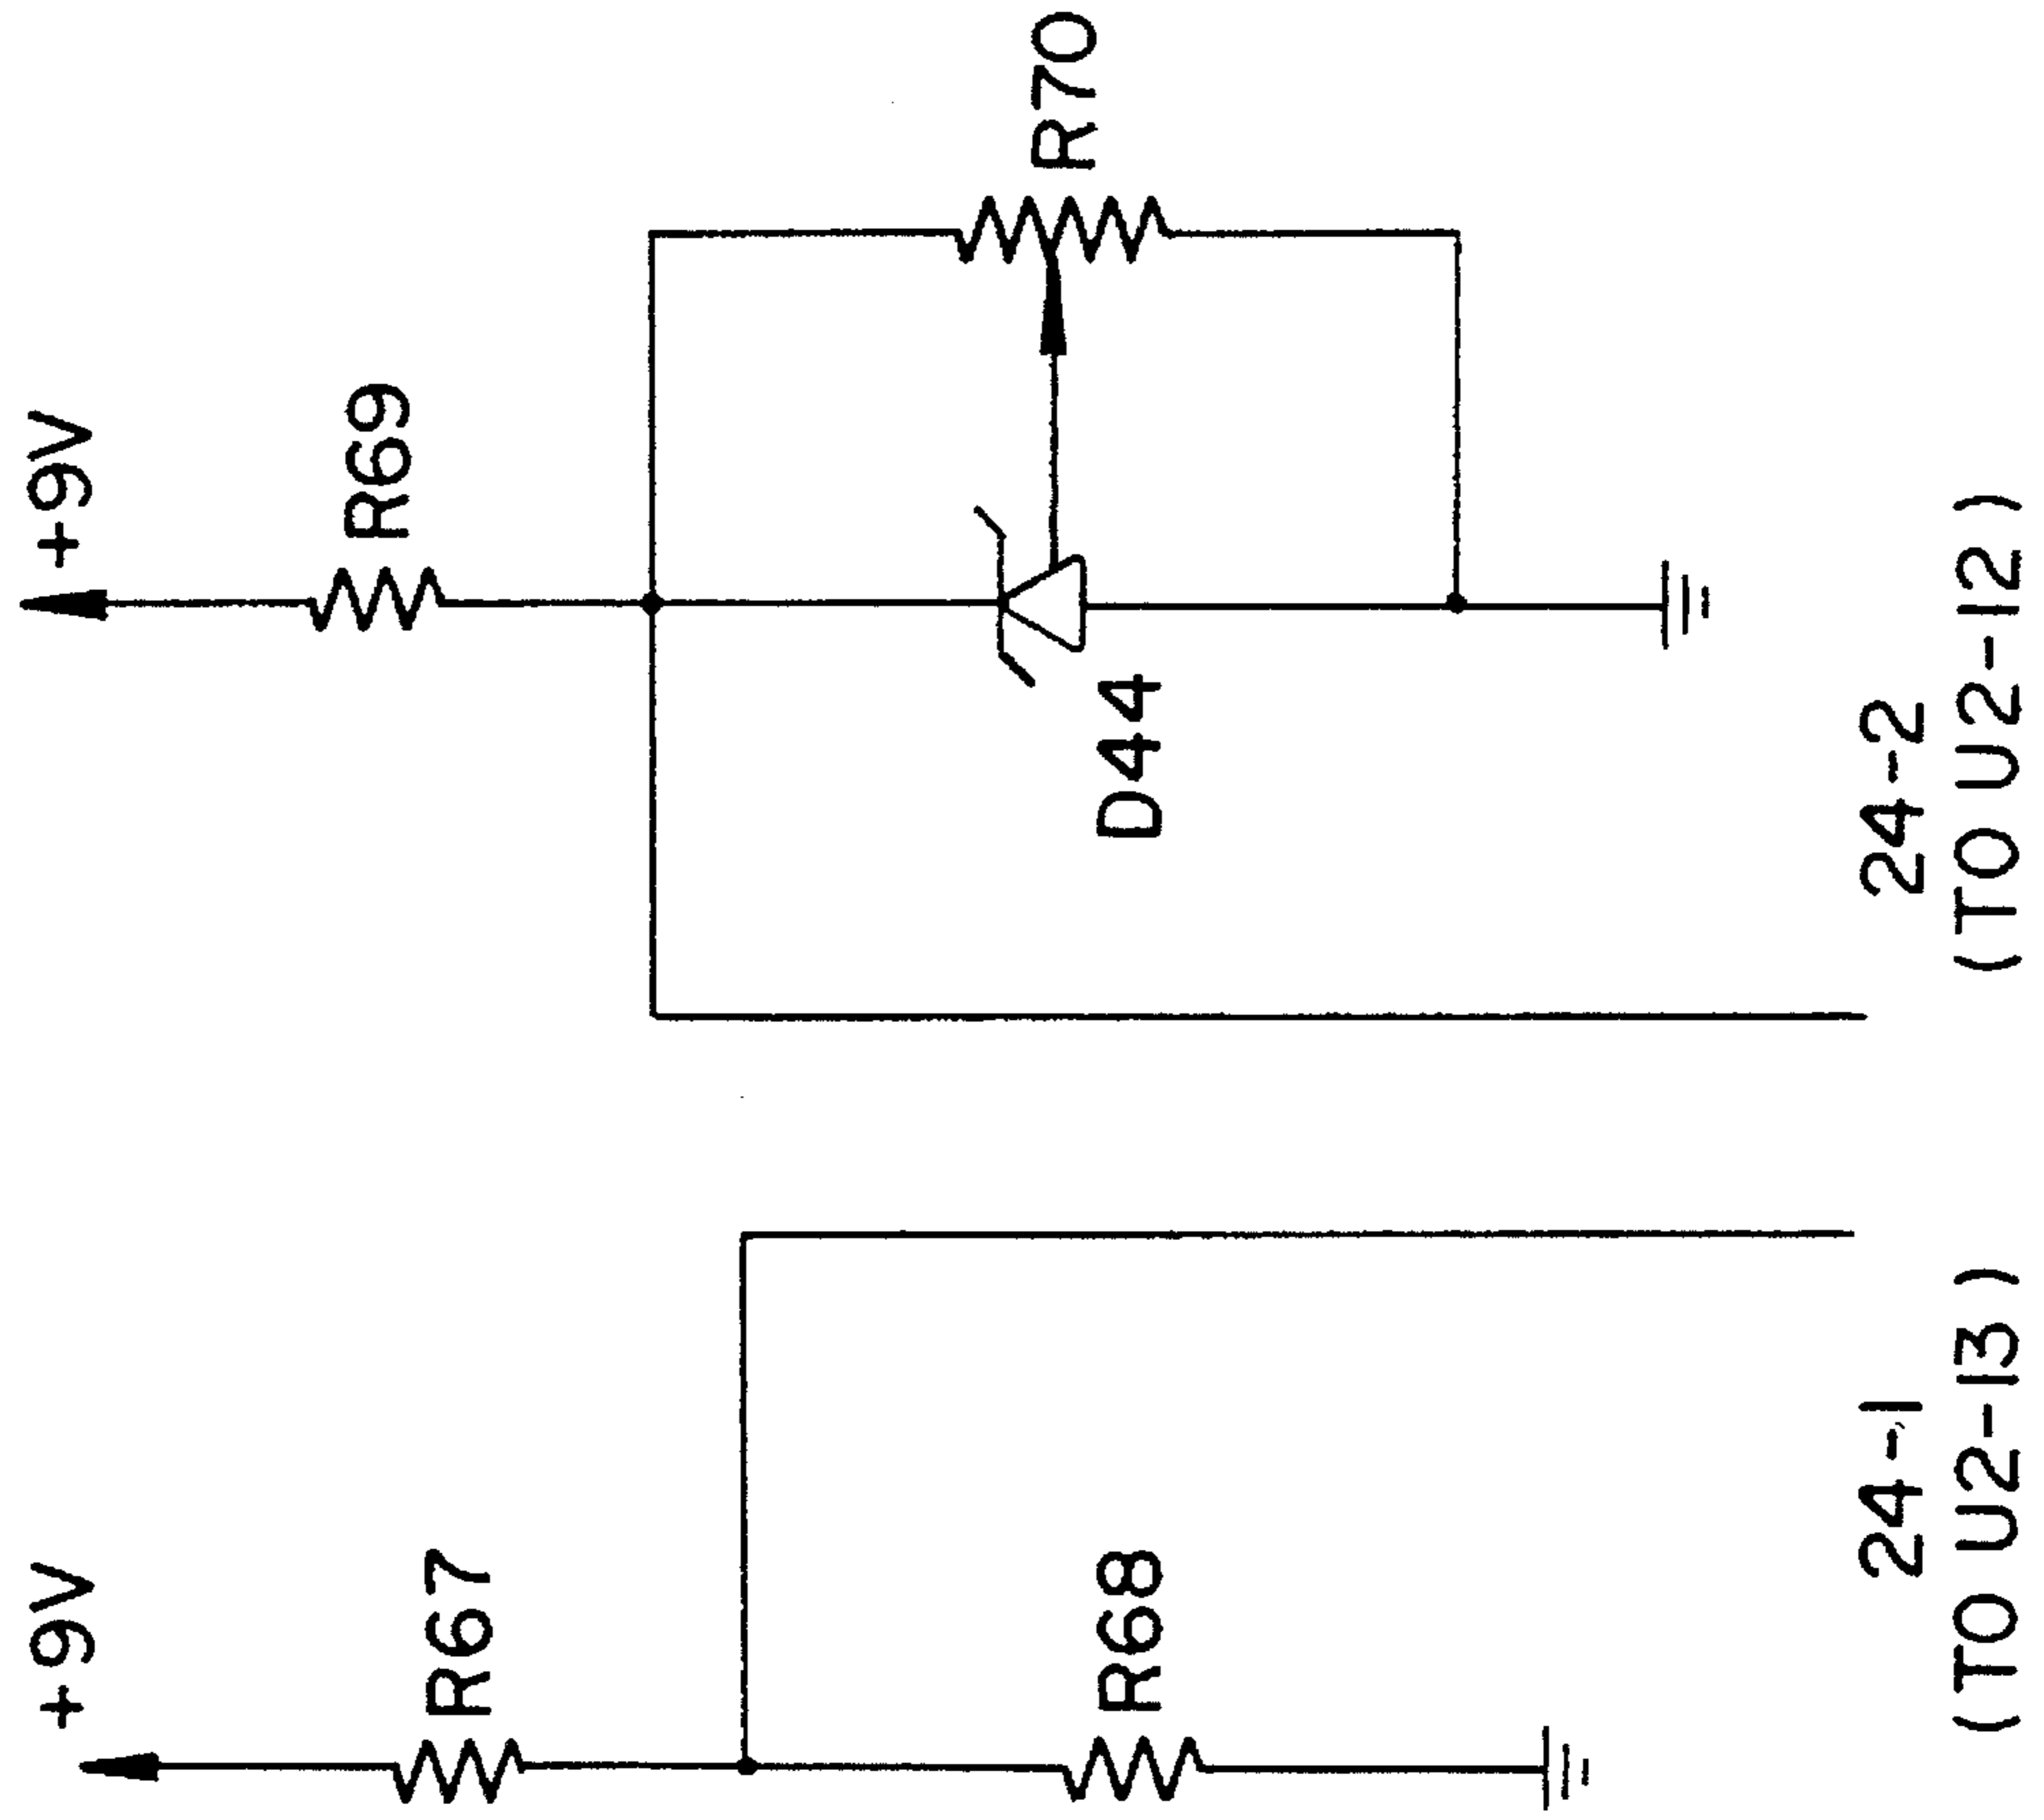 +9V
R67
R68
24-1
(TO U2-13)
+9V
R69
R70
D44
24-2
(TO U2-12)